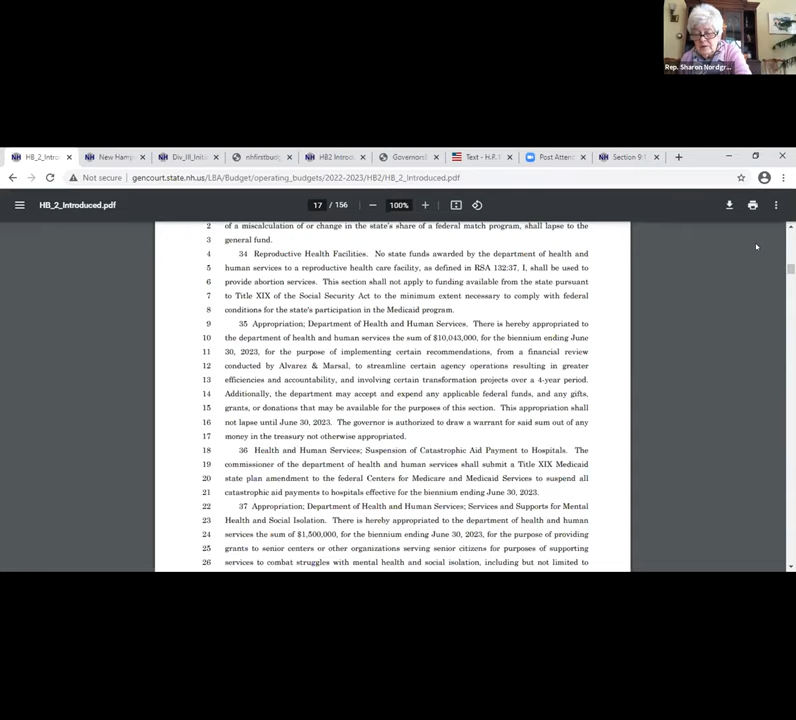 Rep. Sharon Nordgr...
HB_2_Intro
New Hamp
Div_III_Initi
nhfirstbudg
HB2 Introd
GovernorsB
Text - H.R.1
Post Attend
Section 9:1
Not secure | gencourt.state.nh.us/LBA/Budget/operating_budgets/2022-2023/HB2/HB_2_Introduced.pdf
HB_2_Introduced.pdf
17 / 156
100%
2 of a miscalculation of or change in the state's share of a federal match program, shall lapse to the
3 general fund.
4 34 Reproductive Health Facilities. No state funds awarded by the department of health and
5 human services to a reproductive health care facility, as defined in RSA 132:37, I, shall be used to
6 provide abortion services. This section shall not apply to funding available from the state pursuant
7 to Title XIX of the Social Security Act to the minimum extent necessary to comply with federal
8 conditions for the state's participation in the Medicaid program.
9 35 Appropriation; Department of Health and Human Services. There is hereby appropriated to
10 the department of health and human services the sum of $10,043,000, for the biennium ending June
11 30, 2023, for the purpose of implementing certain recommendations, from a financial review
12 conducted by Alvarez & Marsal, to streamline certain agency operations resulting in greater
13 efficiencies and accountability, and involving certain transformation projects over a 4-year period.
14 Additionally, the department may accept and expend any applicable federal funds, and any gifts,
15 grants, or donations that may be available for the purposes of this section. This appropriation shall
16 not lapse until June 30, 2023. The governor is authorized to draw a warrant for said sum out of any
17 money in the treasury not otherwise appropriated.
18 36 Health and Human Services; Suspension of Catastrophic Aid Payment to Hospitals. The
19 commissioner of the department of health and human services shall submit a Title XIX Medicaid
20 state plan amendment to the federal Centers for Medicare and Medicaid Services to suspend all
21 catastrophic aid payments to hospitals effective for the biennium ending June 30, 2023.
22 37 Appropriation; Department of Health and Human Services; Services and Supports for Mental
23 Health and Social Isolation. There is hereby appropriated to the department of health and human
24 services the sum of $1,500,000, for the biennium ending June 30, 2023, for the purpose of providing
25 grants to senior centers or other organizations serving senior citizens for purposes of supporting
26 services to combat struggles with mental health and social isolation, including but not limited to